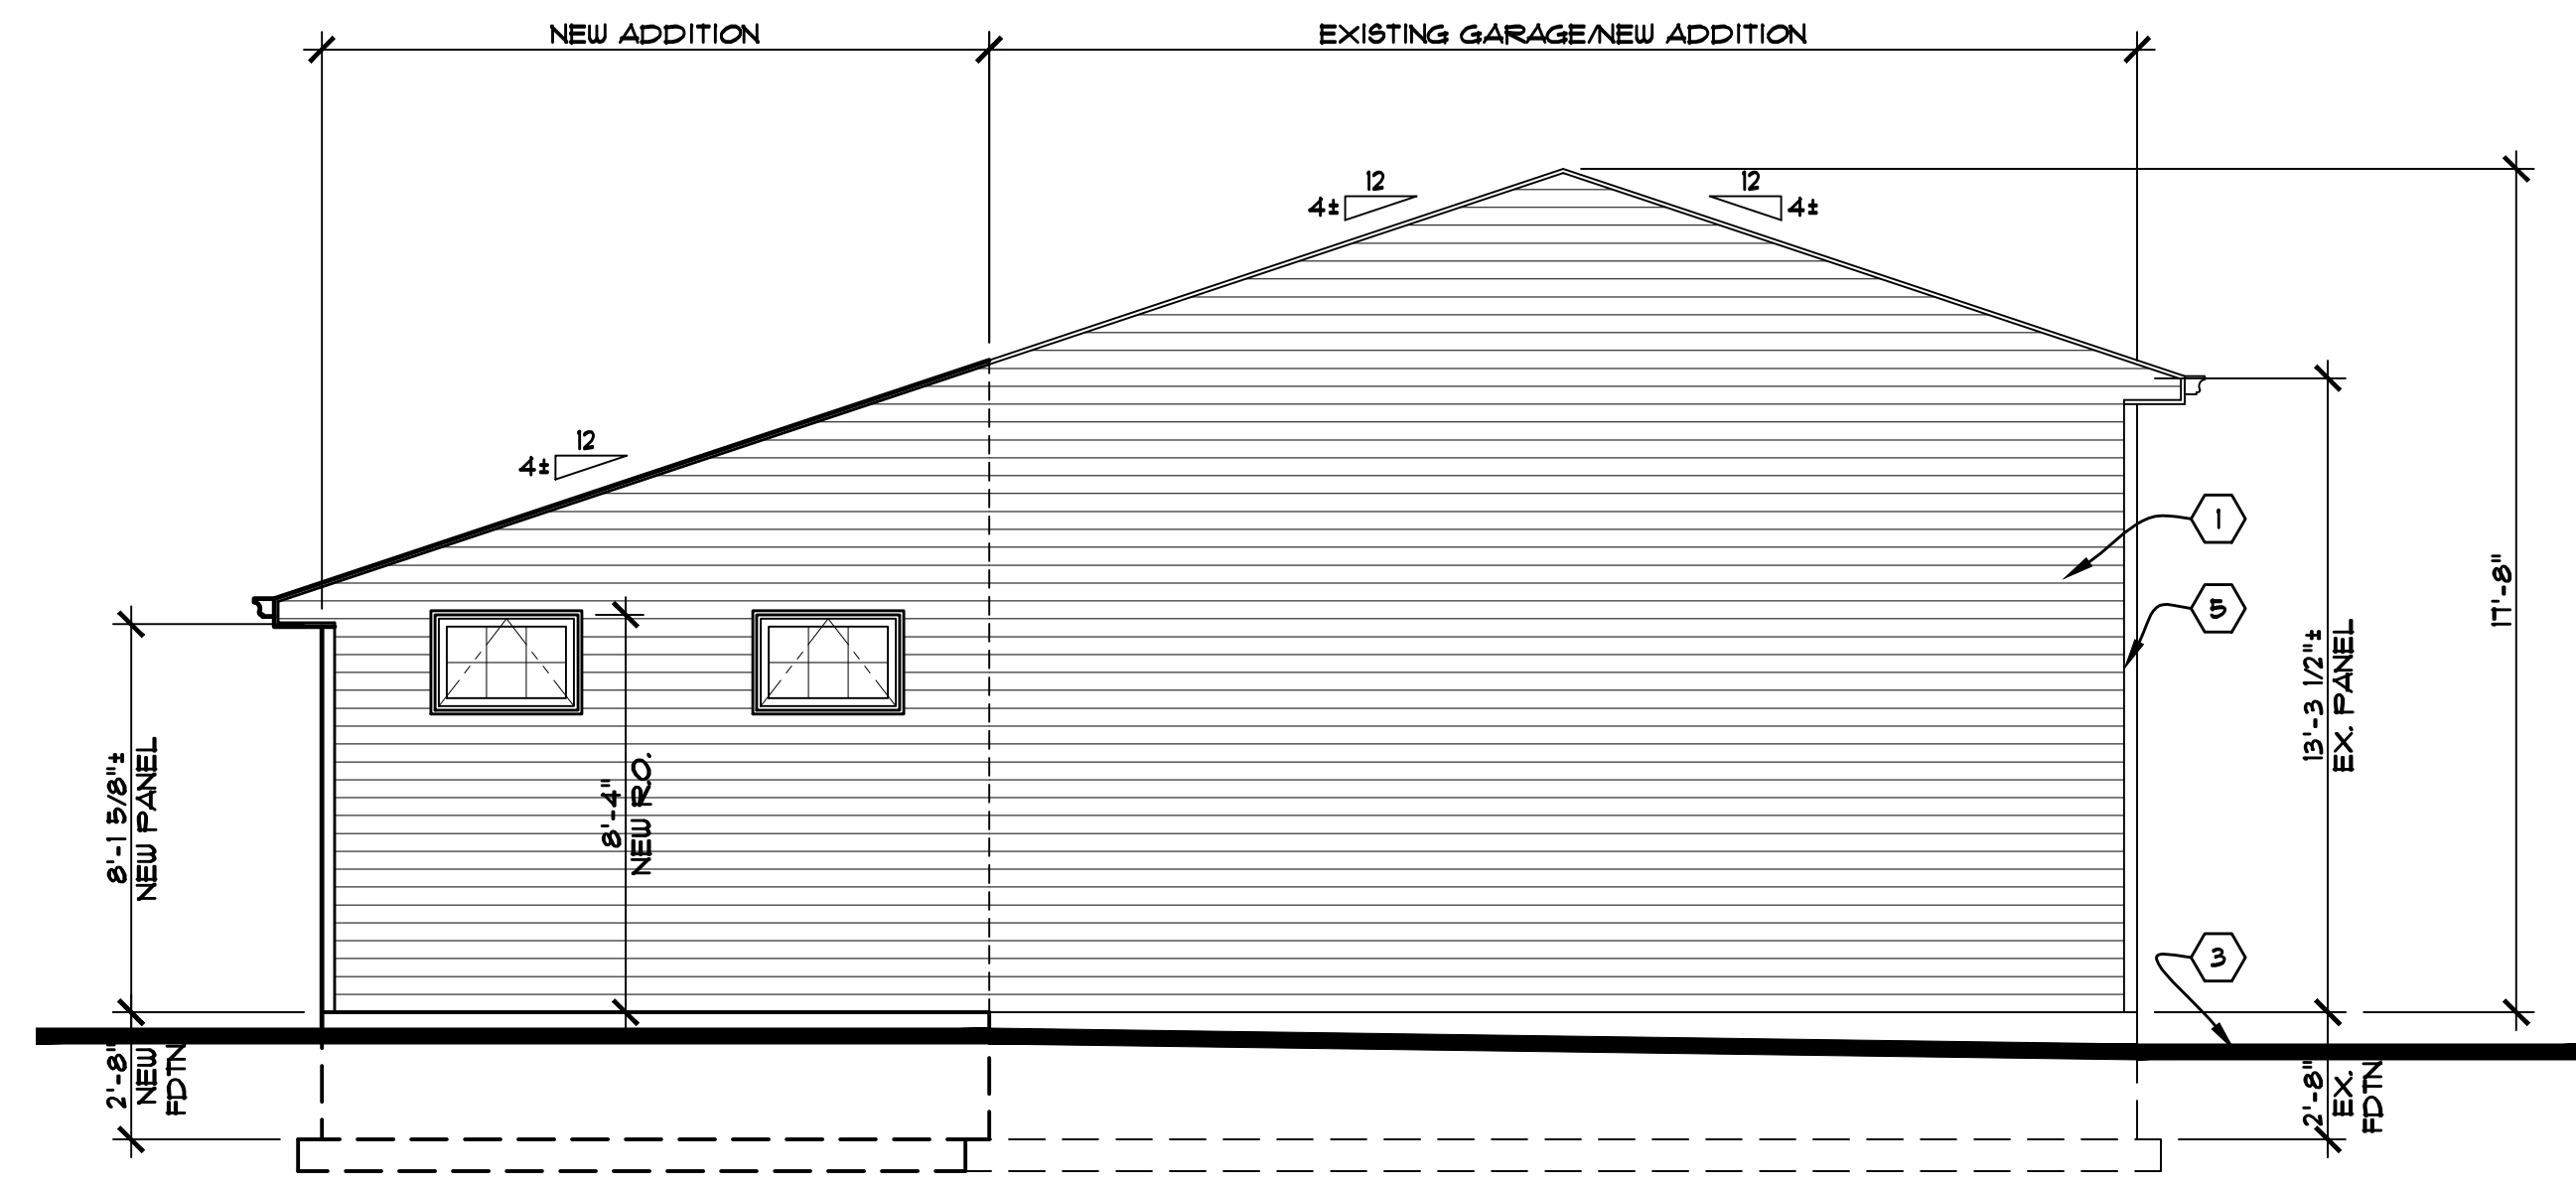 NEW ADDITION
EXISTING GARAGE/NEW ADDITION
12
4±
12
4±
12
4±
1
5
3
8'-1 5/8"±
NEW PANEL
8'-4"
NEW R.O.
13'-3 1/2"±
EX. PANEL
17'-8"
2'-8"
NEW
FDTN
2'-8"
EX.
FDTN